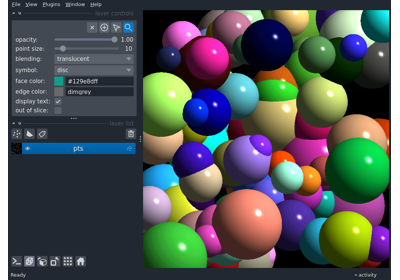 File View Plugins Window Help
layer controls
opacity: 1.00
point size: 10
blending: translucent
symbol: disc
face color: #129e8dff
edge color: dimgrey
display text: ✓
out of slice:
layer list
pts
Ready
activity